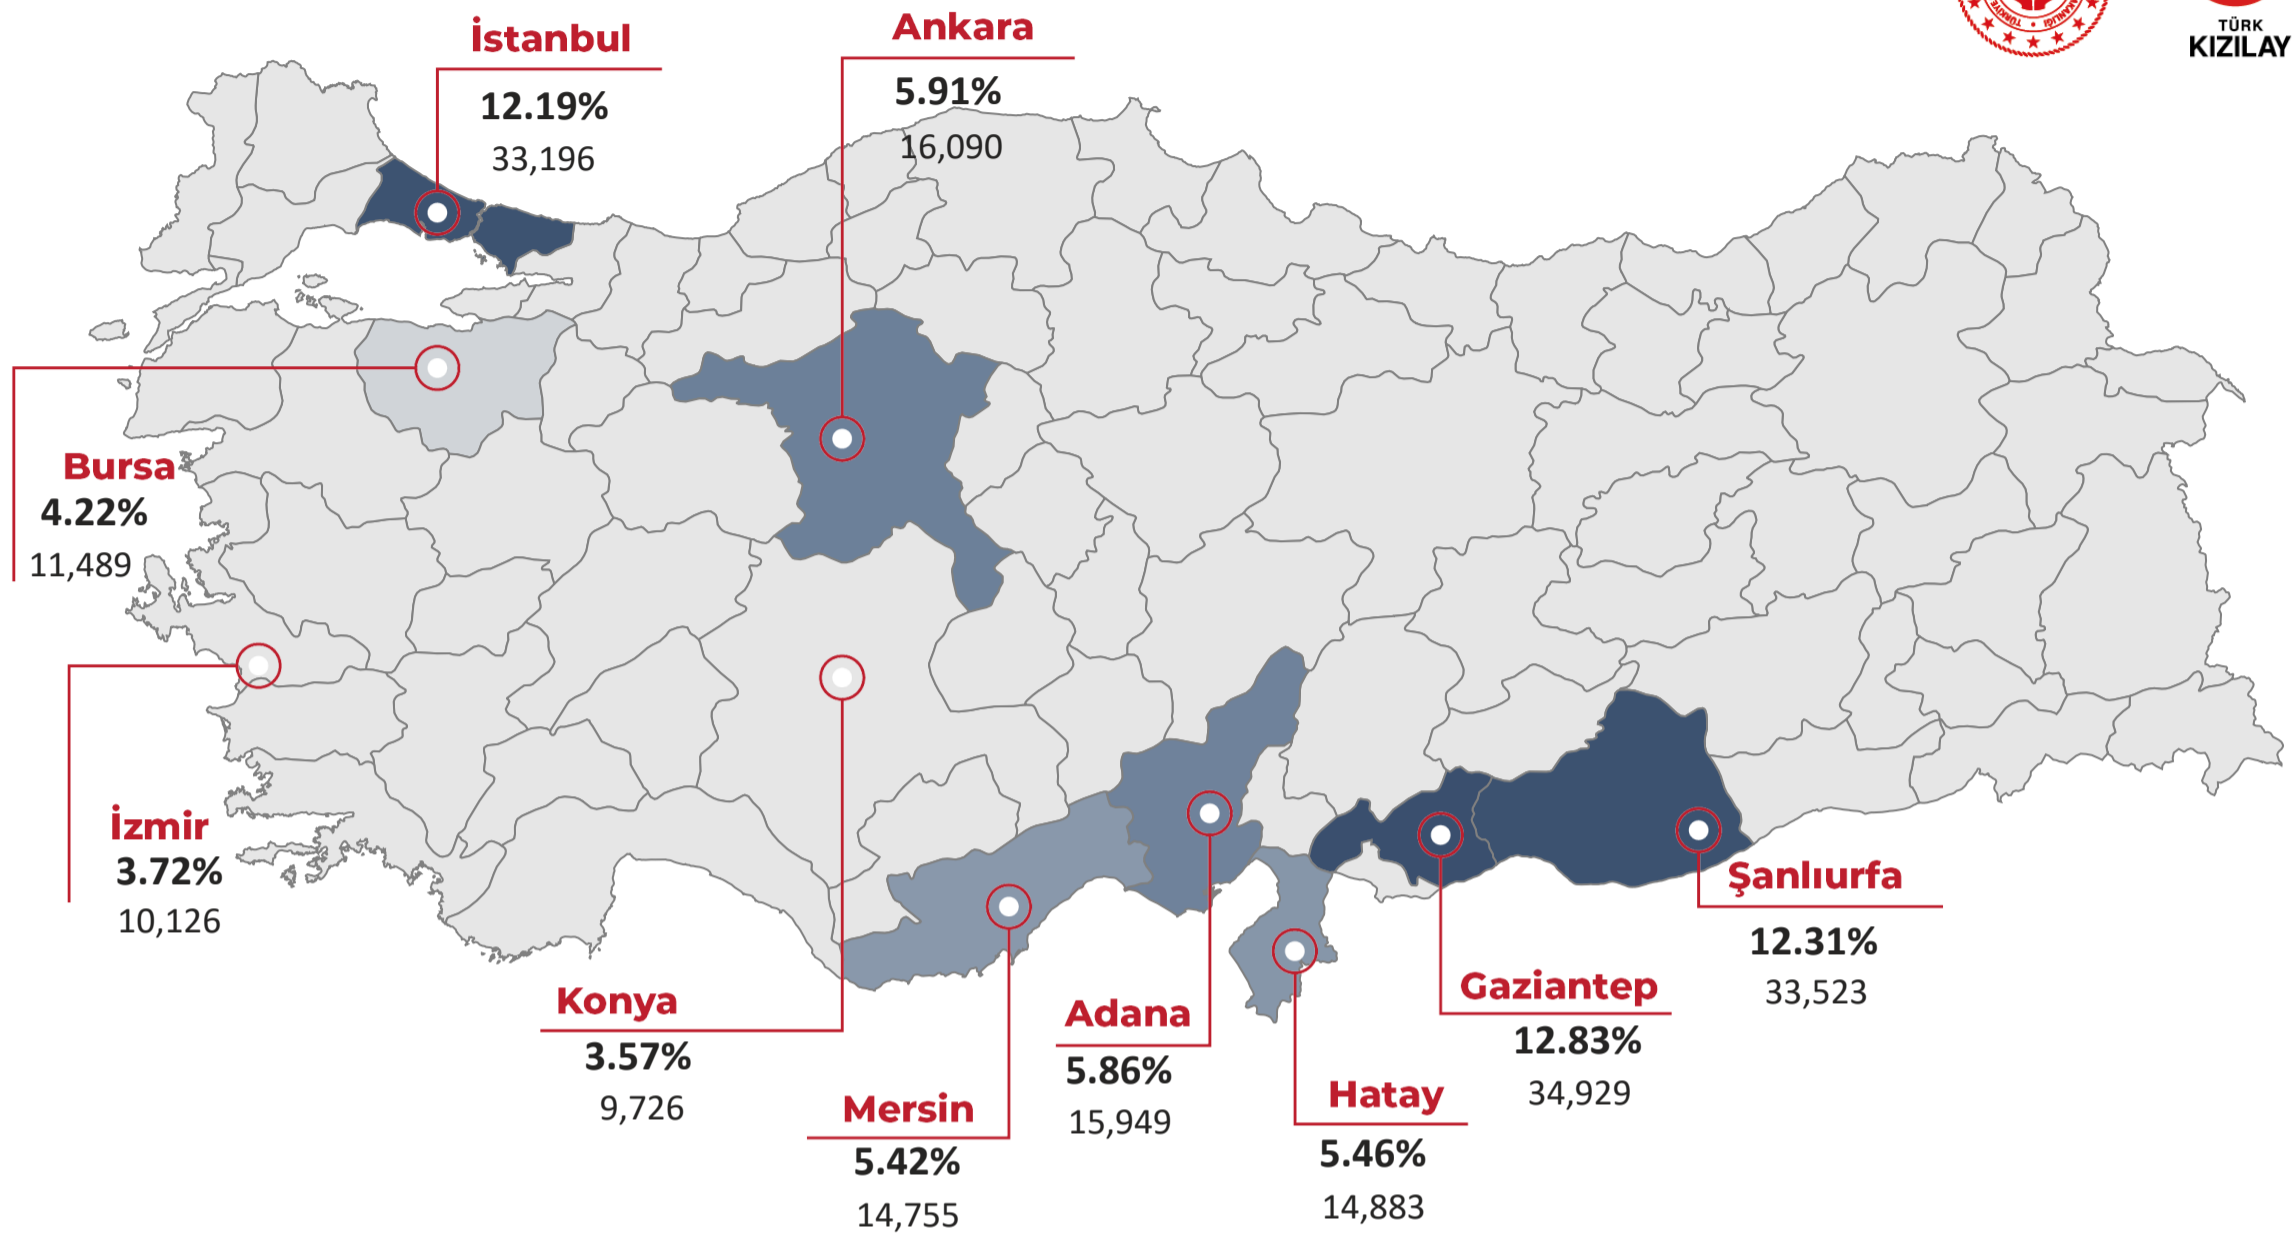 İstanbul
12.19%
33,196
Ankara
5.91%
16,090
TÜRK
KIZILAY
Bursa
4.22%
11,489
İzmir
3.72%
10,126
Konya
3.57%
9,726
Mersin
5.42%
14,755
Adana
5.86%
15,949
Hatay
5.46%
14,883
Gaziantep
12.83%
34,929
Şanlıurfa
12.31%
33,523